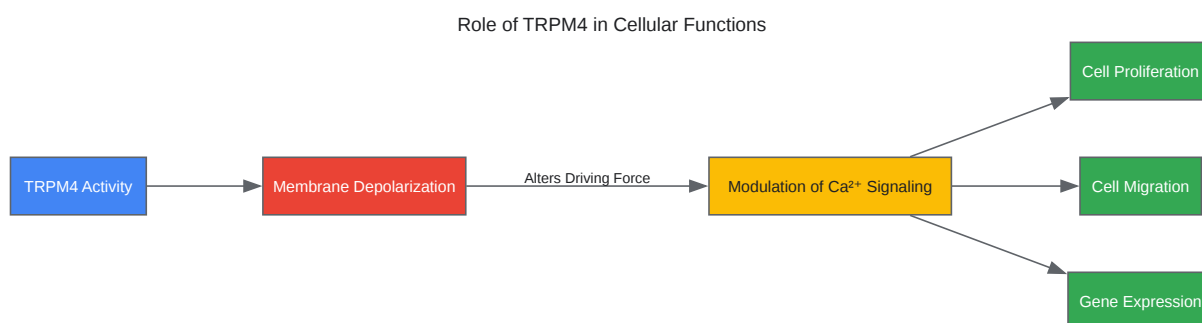 Role of TRPM4 in Cellular Functions
Cell Proliferation
TRPM4 Activity
Membrane Depolarization
Alters Driving Force
Modulation of Ca²⁺ Signaling
Cell Migration
Gene Expression